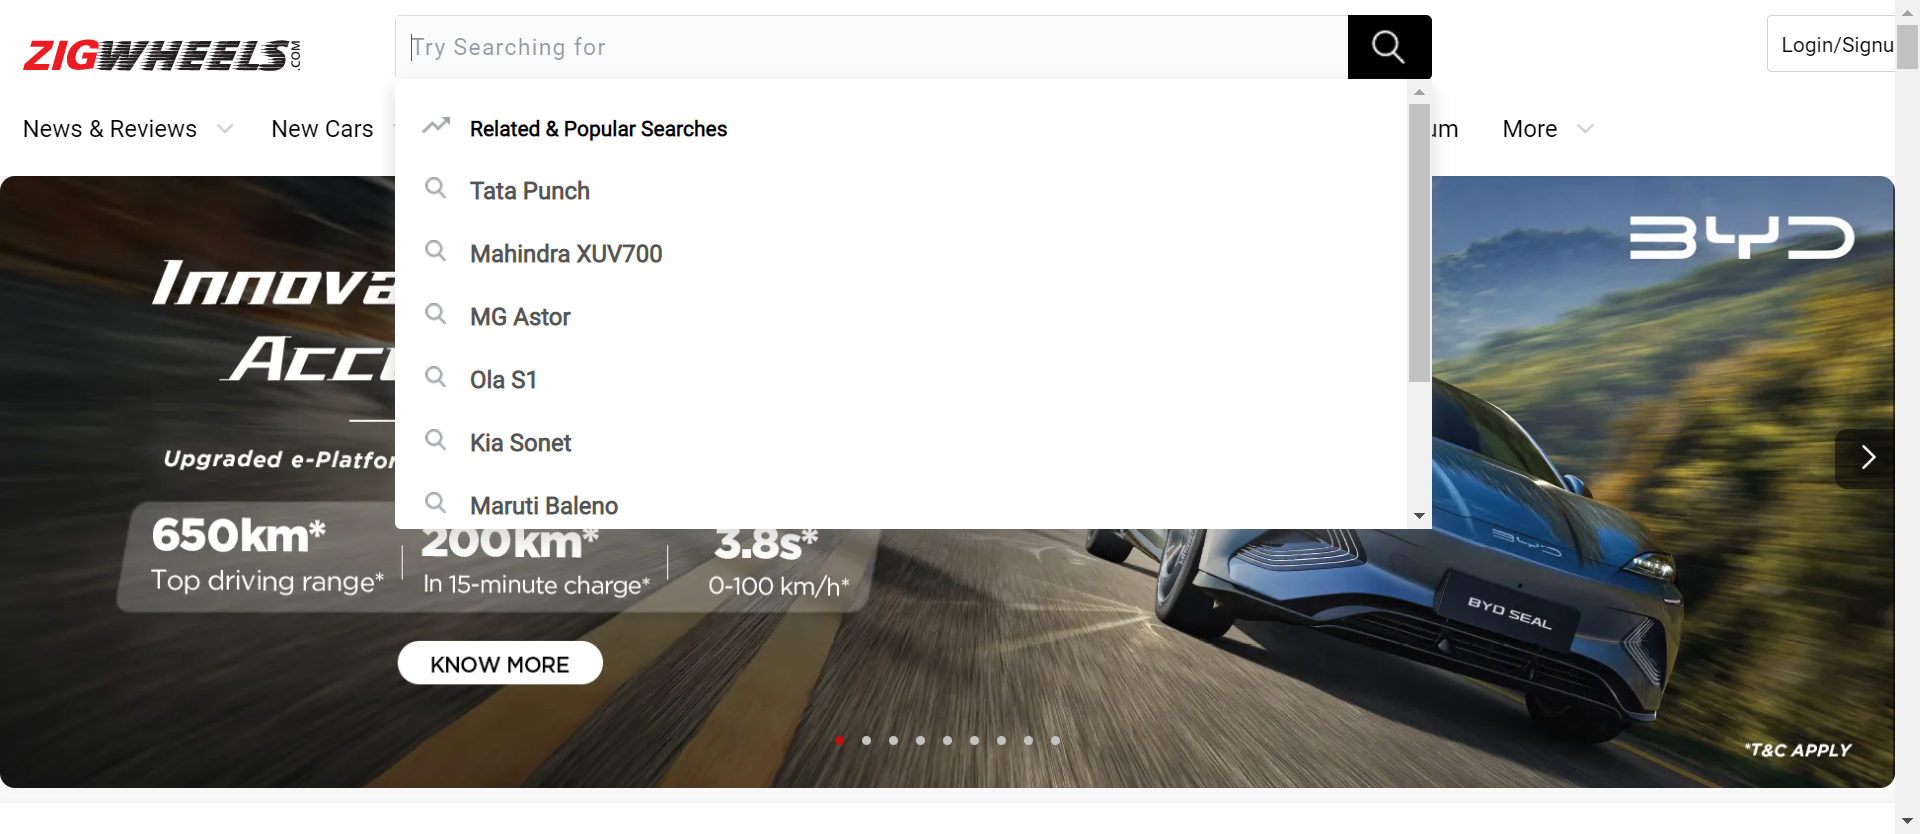 ZIGWHEELS.COM
Try Searching for
Login/Signu
News & Reviews
New Cars
um
More
Related & Popular Searches
Tata Punch
Mahindra XUV700
MG Astor
Ola S1
Kia Sonet
Maruti Baleno
BYD
Innova
Accu
Upgraded e-Platfor
650km*
Top driving range*
200km*
In 15-minute charge*
3.8s*
0-100 km/h*
KNOW MORE
BYD
BYD SEAL
*T&C APPLY